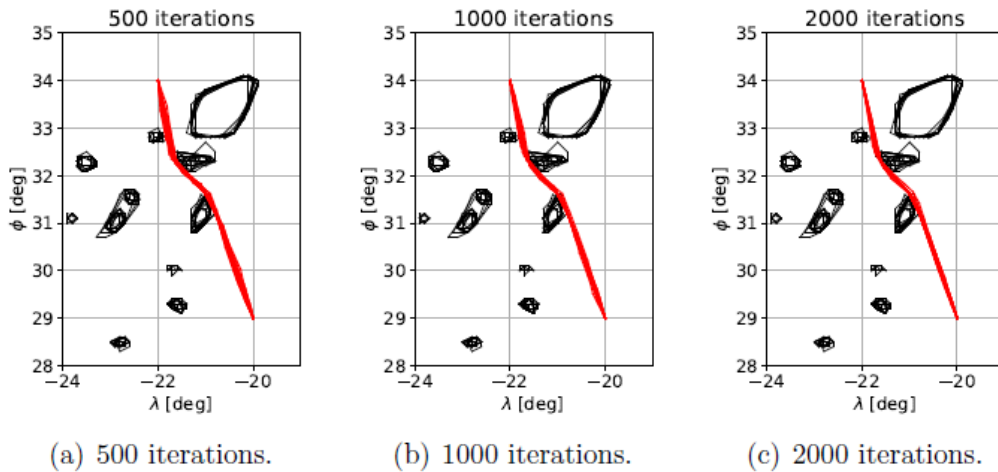 500 iterations
1000 iterations
2000 iterations
35
34
33
32
31
30
29
28
ϕ [deg]
−24
−22
−20
λ [deg]
35
34
33
32
31
30
29
28
ϕ [deg]
−24
−22
−20
λ [deg]
35
34
33
32
31
30
29
28
ϕ [deg]
−24
−22
−20
λ [deg]
(a) 500 iterations.
(b) 1000 iterations.
(c) 2000 iterations.